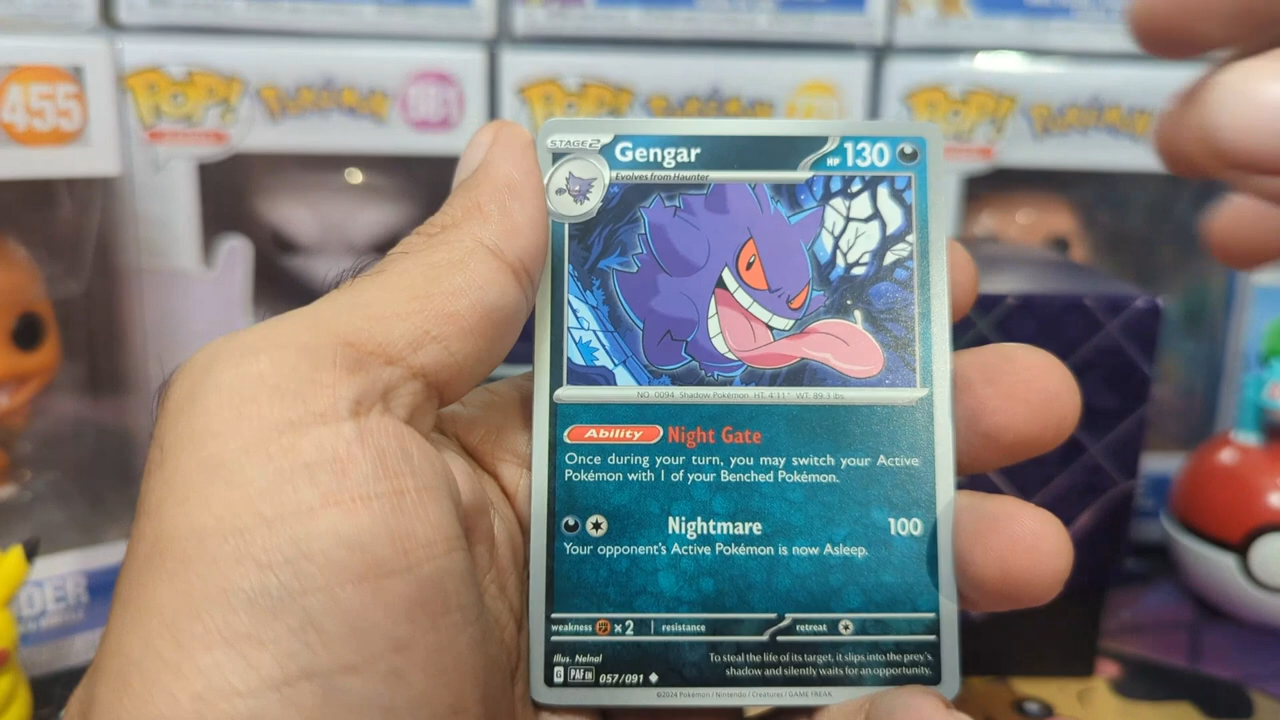 455
POP! POKÉMON
POP! POKÉMON
POP! POKÉMON
STAGE2
Gengar
HP 130
Evolves from Haunter
NO. 0094 Shadow Pokémon HT: 4'11" WT: 89.3 lbs.
Ability Night Gate
Once during your turn, you may switch your Active
Pokémon with 1 of your Benched Pokémon.
Nightmare 100
Your opponent's Active Pokémon is now Asleep.
weakness ×2 resistance retreat
Illus. Nelnal
To steal the life of its target, it slips into the prey's
shadow and silently waits for an opportunity.
G PAF EN 057/091
©2024 Pokémon / Nintendo / Creatures / GAME FREAK